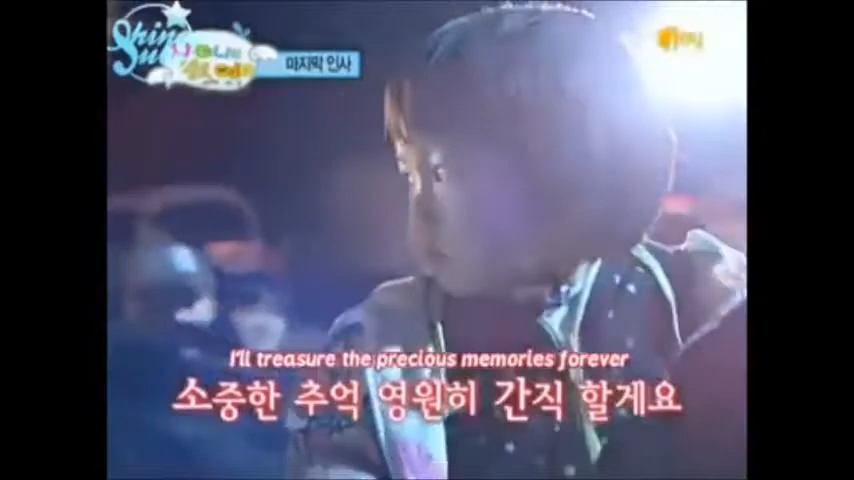 마지막 인사
I'll treasure the precious memories forever
소중한 추억 영원히 간직 할게요